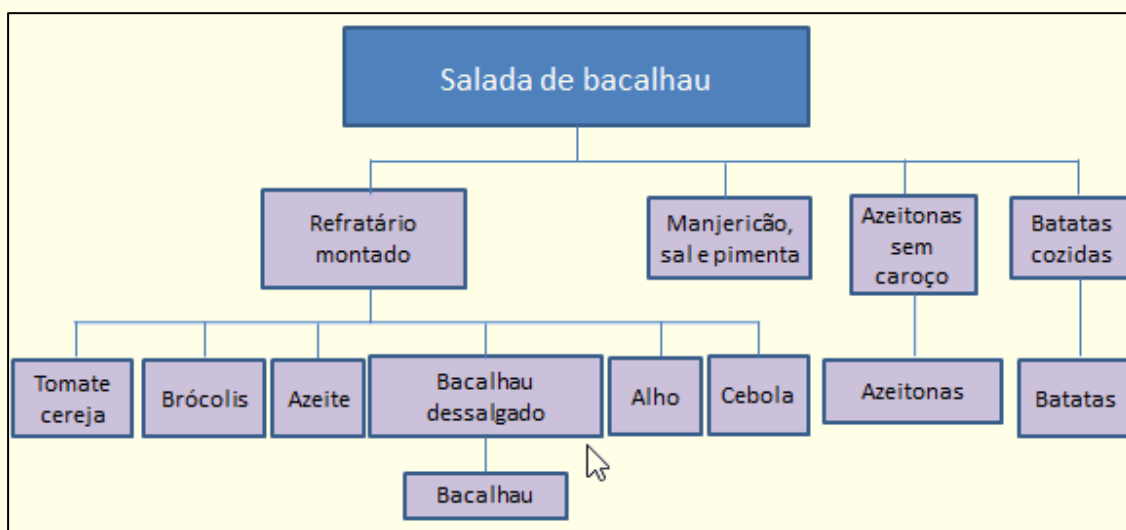 Salada de bacalhau
Refratário
montado
Manjericão,
sal e pimenta
Azeitonas
sem
caroço
Batatas
cozidas
Tomate
cereja
Brócolis
Azeite
Bacalhau
dessalgado
Alho
Cebola
Azeitonas
Batatas
Bacalhau